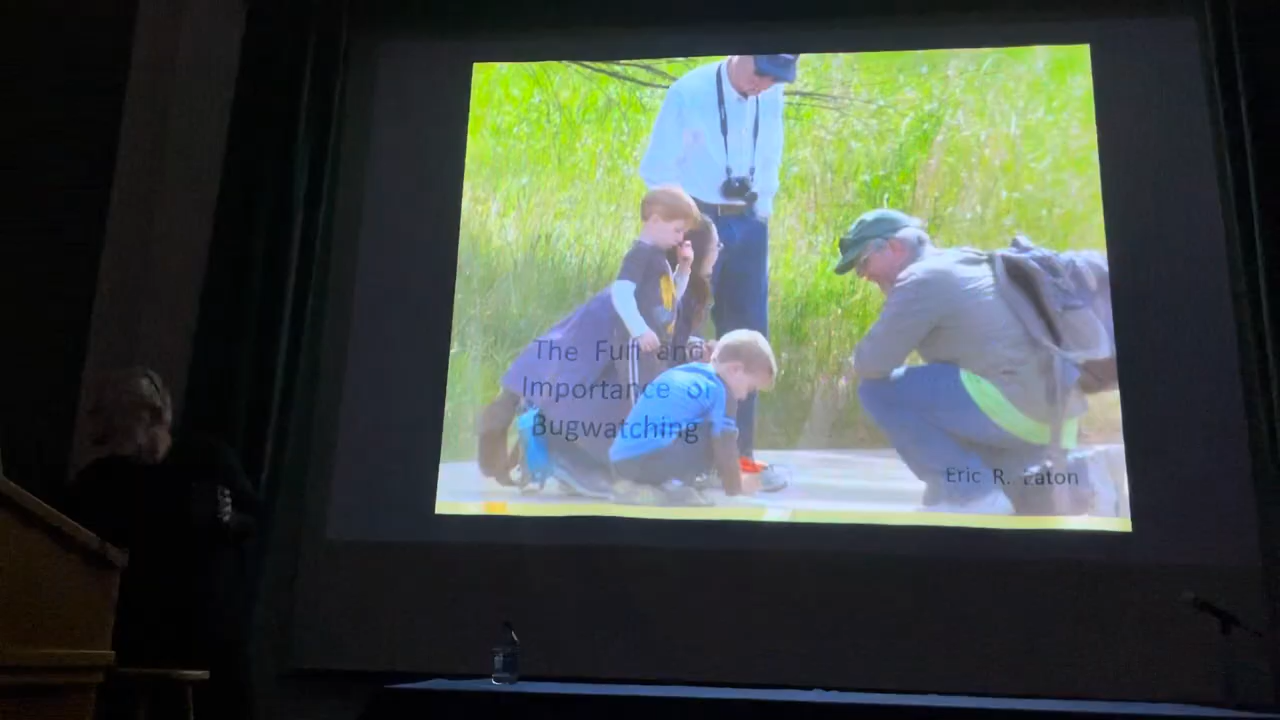 The Fun and
Importance of
Bugwatching
Eric R. Eaton